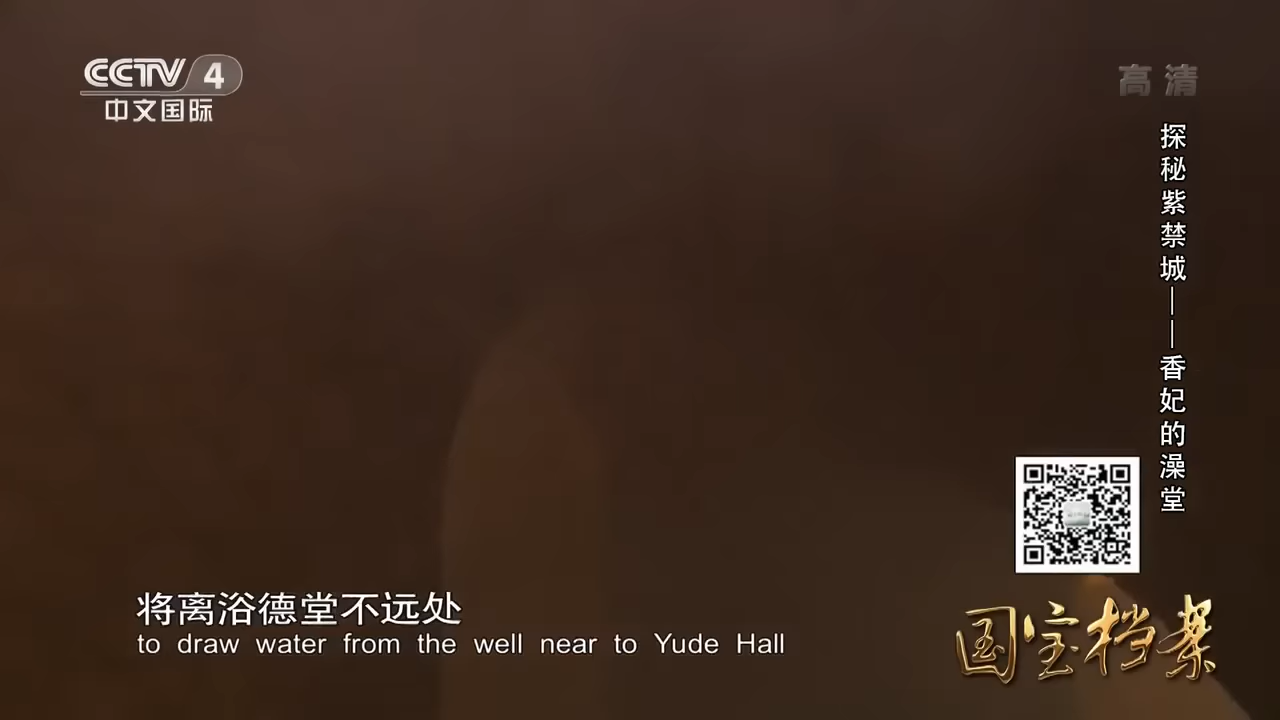 CCTV 4
中文国际
高清
探秘紫禁城——香妃的澡堂
将离浴德堂不远处
to draw water from the well near to Yude Hall
国宝档案